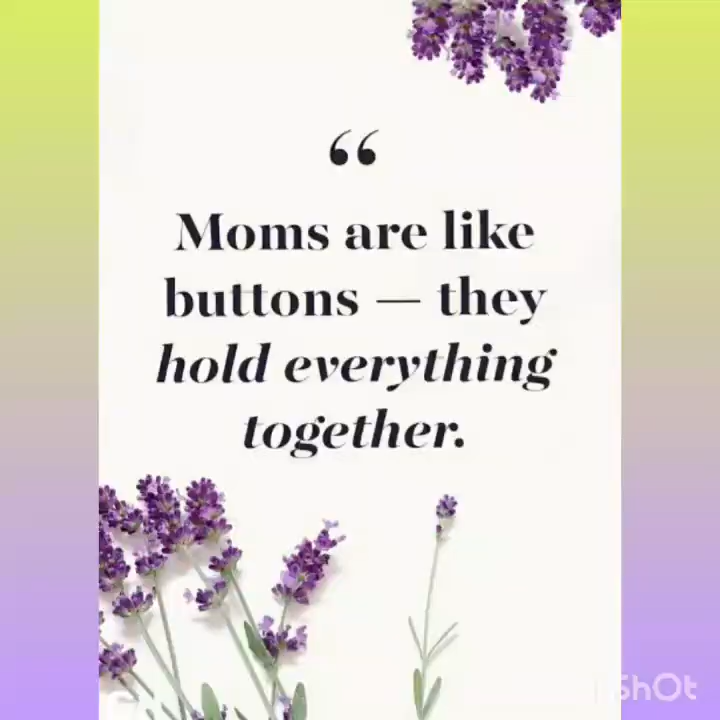 “
Moms are like
buttons — they
hold everything
together.